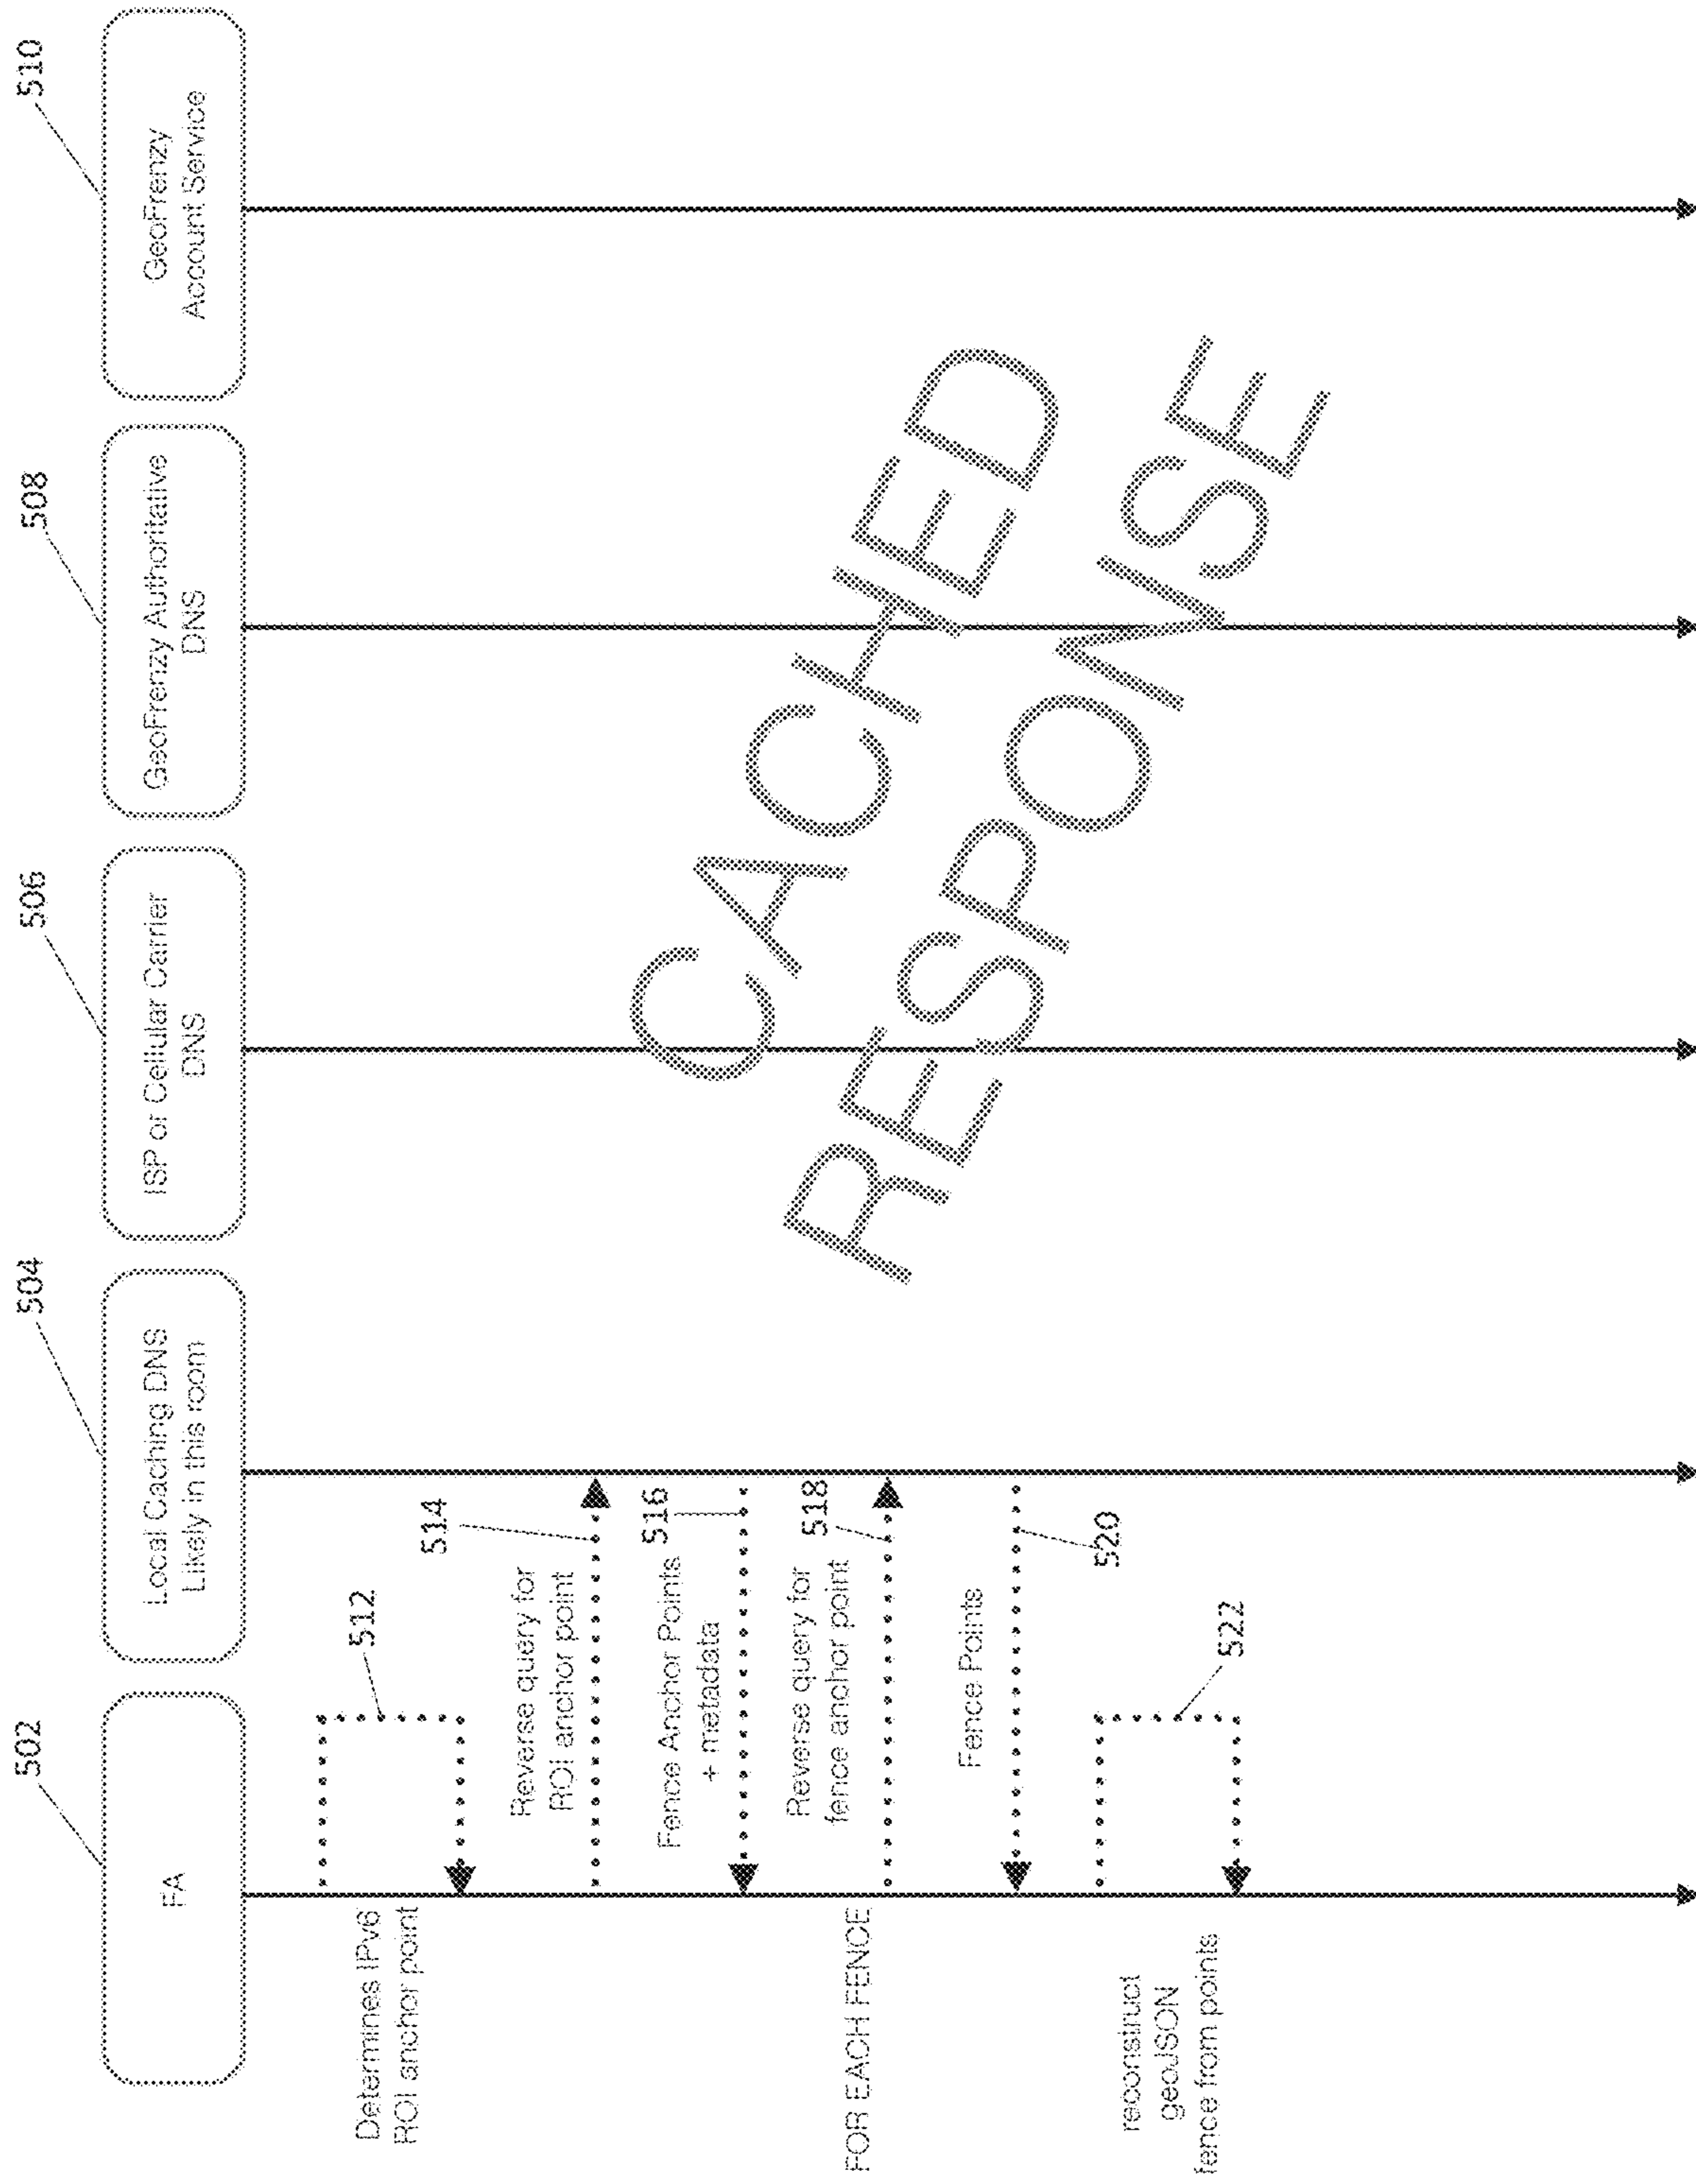 502
504
506
508
510
FA
Local Caching DNS
Likely in this room
ISP or Cellular Carrier
DNS
GeoFrenzy Authoritative
DNS
GeoFrenzy
Account Service
Determines IPv6
ROI anchor point
512
514
Reverse query for
ROI anchor point
516
Fence Anchor Points
+ metadata
518
Reverse query for
fence anchor point
FOR EACH FENCE
Fence Points
520
reconstruct
geoJSON
fence from points
522
CACHED
RESPONSE